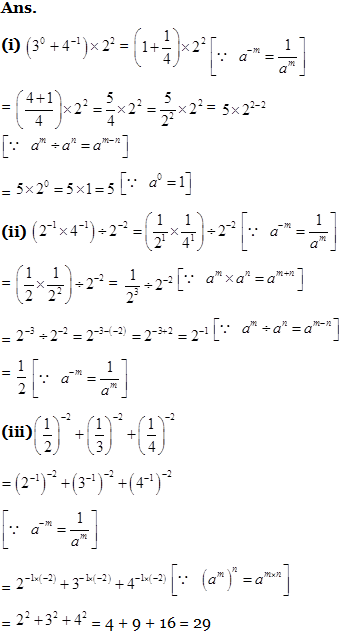 Ans.
(i) (3⁰ + 4⁻¹) × 2² = (1 + 1/4) × 2² [∵ a⁻ᵐ = 1/aᵐ]
= ((4+1)/4) × 2² = 5/4 × 2² = 5/2² × 2² = 5 × 2²⁻²
[∵ aᵐ ÷ aⁿ = aᵐ⁻ⁿ]
= 5 × 2⁰ = 5 × 1 = 5 [∵ a⁰ = 1]
(ii) (2⁻¹ × 4⁻¹) ÷ 2⁻² = (1/2¹ × 1/4¹) ÷ 2⁻² [∵ a⁻ᵐ = 1/aᵐ]
= (1/2 × 1/2²) ÷ 2⁻² = 1/2³ ÷ 2⁻² [∵ aᵐ × aⁿ = aᵐ⁺ⁿ]
= 2⁻³ ÷ 2⁻² = 2⁻³⁻⁽⁻²⁾ = 2⁻³⁺² = 2⁻¹ [∵ aᵐ ÷ aⁿ = aᵐ⁻ⁿ]
= 1/2 [∵ a⁻ᵐ = 1/aᵐ]
(iii) (1/2)⁻² + (1/3)⁻² + (1/4)⁻²
= (2⁻¹)⁻² + (3⁻¹)⁻² + (4⁻¹)⁻²
[∵ a⁻ᵐ = 1/aᵐ]
= 2^(-1×(-2)) + 3^(-1×(-2)) + 4^(-1×(-2)) [∵ (aᵐ)ⁿ = a^(m×n)]
= 2² + 3² + 4² = 4 + 9 + 16 = 29